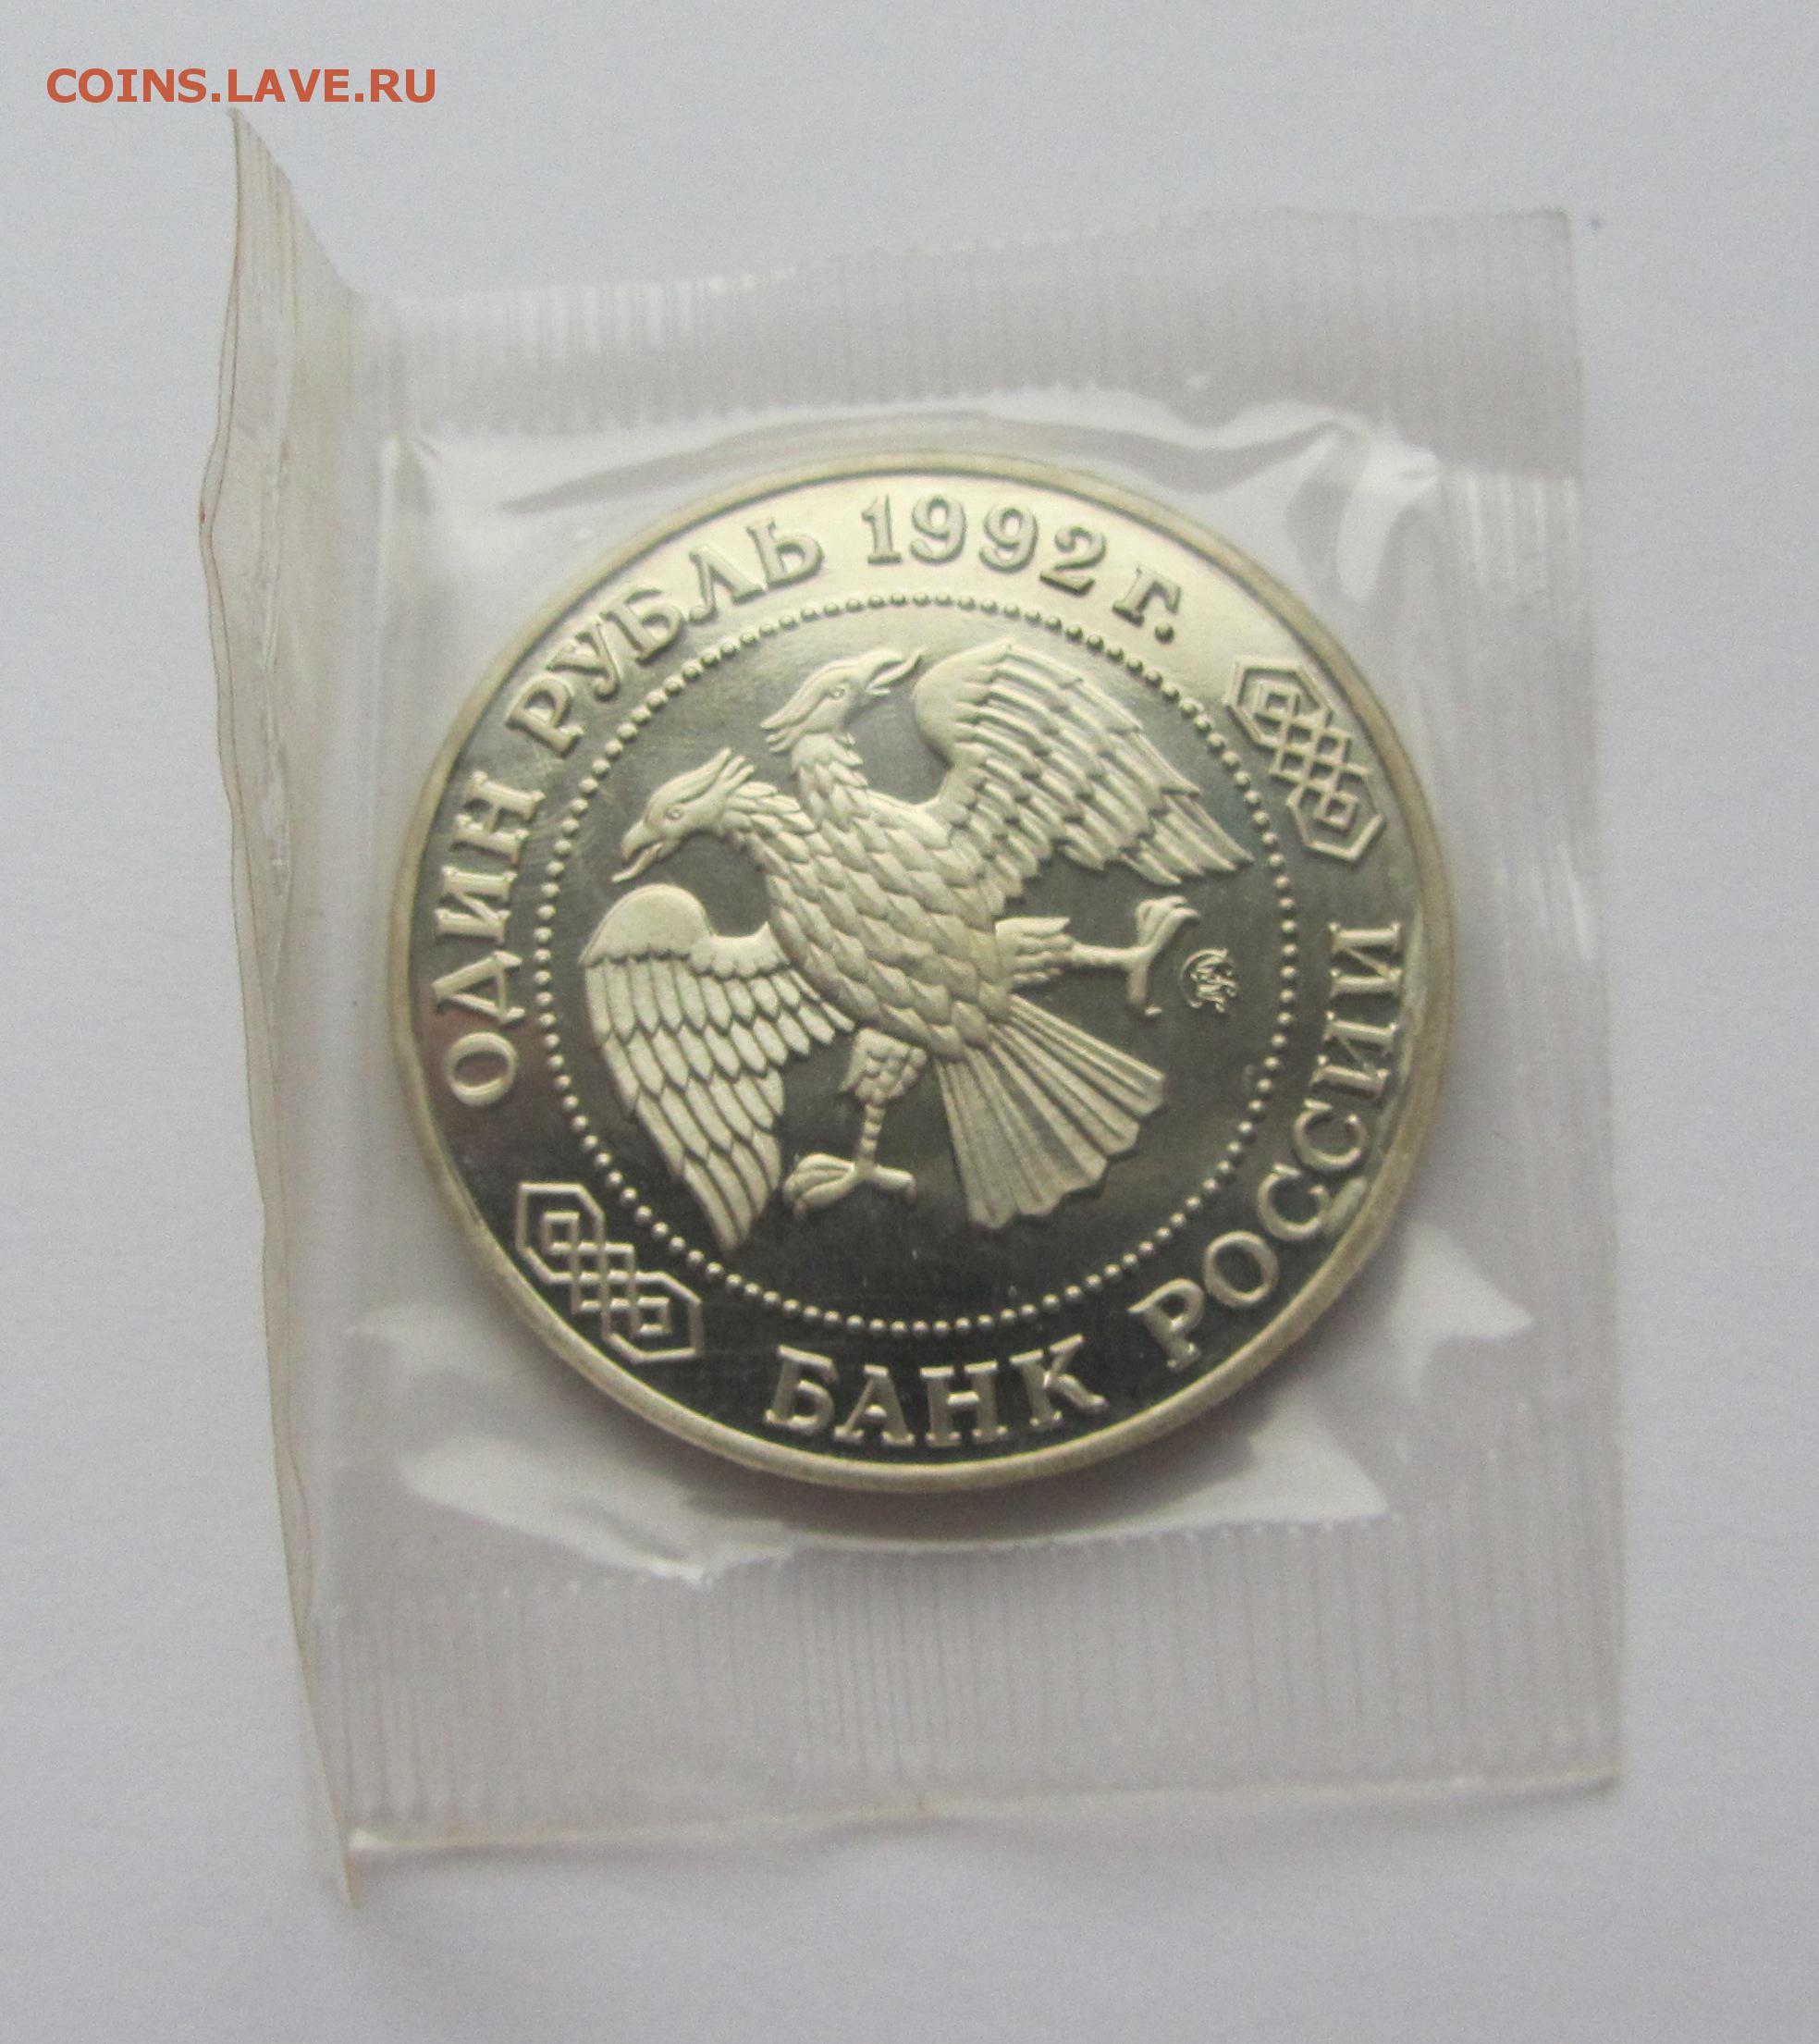 COINS.LAVE.RU
ОДИН РУБЛЬ 1992 г.
БАНК РОССИИ